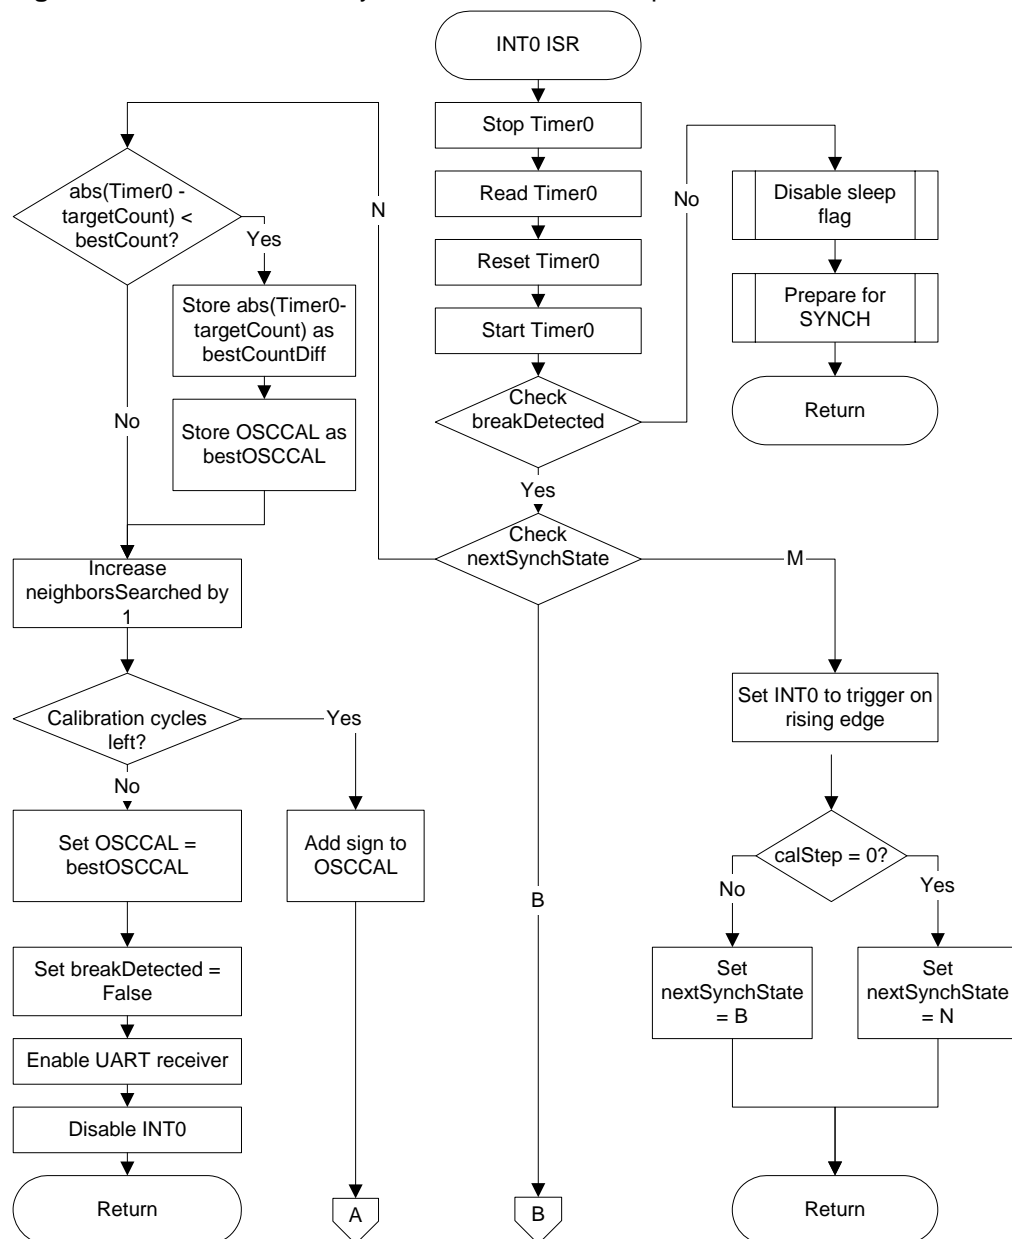 INT0 ISR
Stop Timer0
Read Timer0
Reset Timer0
Start Timer0
Check
breakDetected
No
Disable sleep
flag
Prepare for
SYNCH
Return
Yes
Check
nextSynchState
N
abs(Timer0 -
targetCount) <
bestCount?
Yes
Store abs(Timer0-
targetCount) as
bestCountDiff
Store OSCCAL as
bestOSCCAL
No
Increase
neighborsSearched by
1
Calibration cycles
left?
Yes
No
Set OSCCAL =
bestOSCCAL
Add sign to
OSCCAL
Set breakDetected =
False
Enable UART receiver
Disable INT0
Return
A
B
B
M
Set INT0 to trigger on
rising edge
calStep = 0?
No
Yes
Set
nextSynchState
= B
Set
nextSynchState
= N
Return